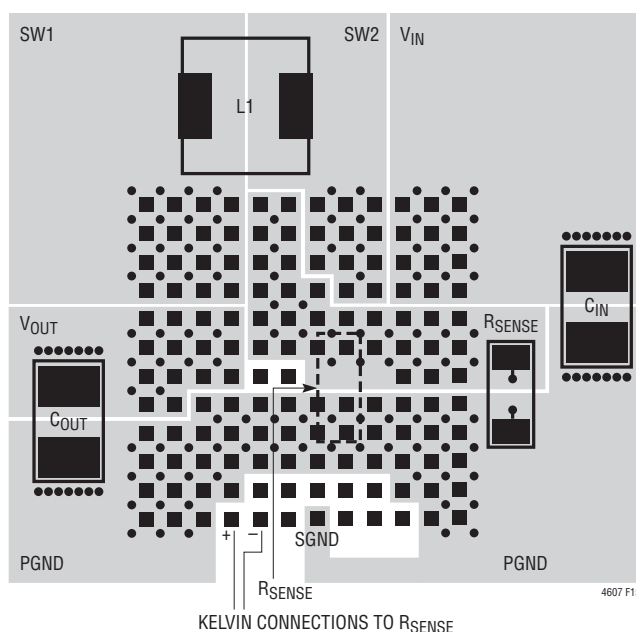 SW1
SW2
VIN
L1
VOUT
RSENSE
CIN
COUT
+ −
SGND
PGND
PGND
RSENSE
4607 F1
KELVIN CONNECTIONS TO RSENSE